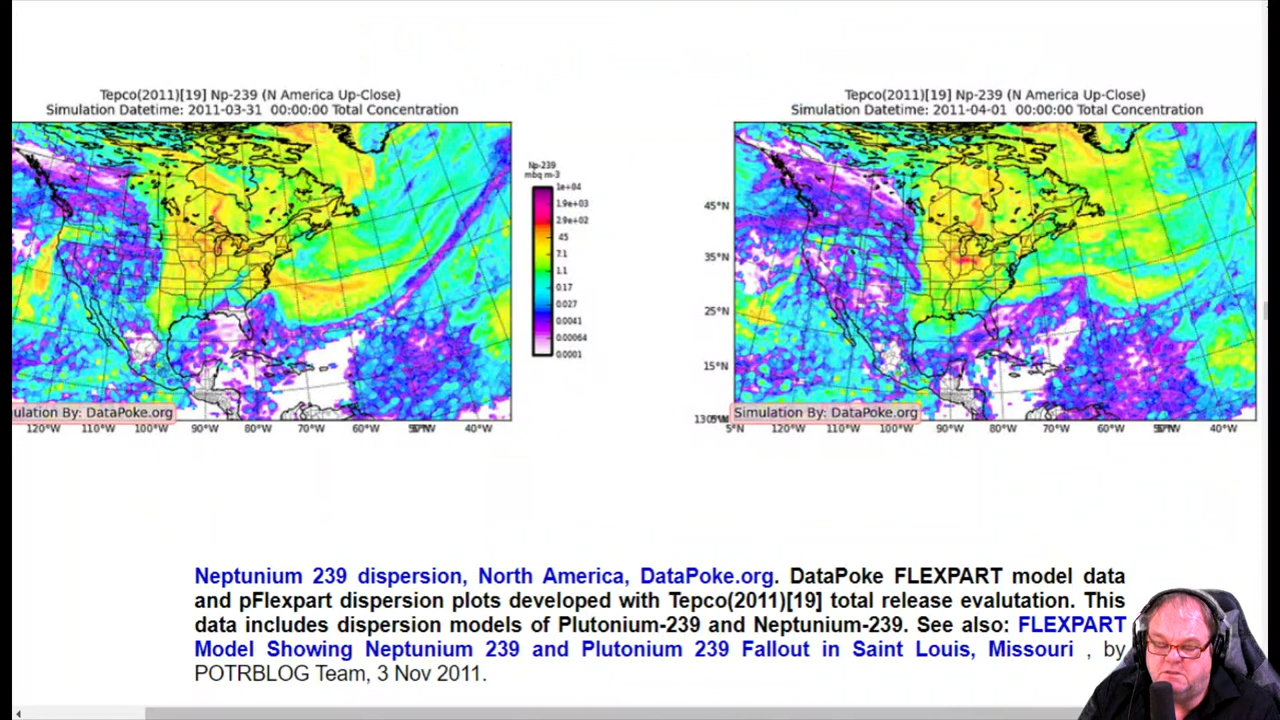 Tepco(2011)[19] Np-239 (N America Up-Close)
Simulation Datetime: 2011-03-31 00:00:00 Total Concentration
Np-239
mbq m-3
1e+04
1.9e+03
2.9e+02
45
7.1
1.1
0.17
0.027
0.0041
0.00064
0.0001
ulation By: DataPoke.org
120°W 110°W 100°W 90°W 80°W 70°W 60°W 40°W
Tepco(2011)[19] Np-239 (N America Up-Close)
Simulation Datetime: 2011-04-01 00:00:00 Total Concentration
45°N
35°N
25°N
15°N
Simulation By: DataPoke.org
5°N 120°W 110°W 100°W 90°W 80°W 70°W 60°W 40°W
Neptunium 239 dispersion, North America, DataPoke.org. DataPoke FLEXPART model data
and pFlexpart dispersion plots developed with Tepco(2011)[19] total release evalutation. This
data includes dispersion models of Plutonium-239 and Neptunium-239. See also: FLEXPART
Model Showing Neptunium 239 and Plutonium 239 Fallout in Saint Louis, Missouri , by
POTRBLOG Team, 3 Nov 2011.